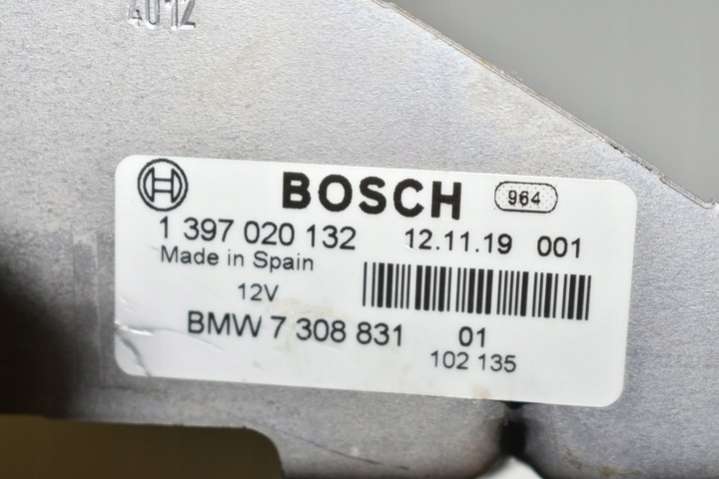 4012
BOSCH 964
1 397 020 132 12.11.19 001
Made in Spain
12V
BMW 7 308 831 01
102 135